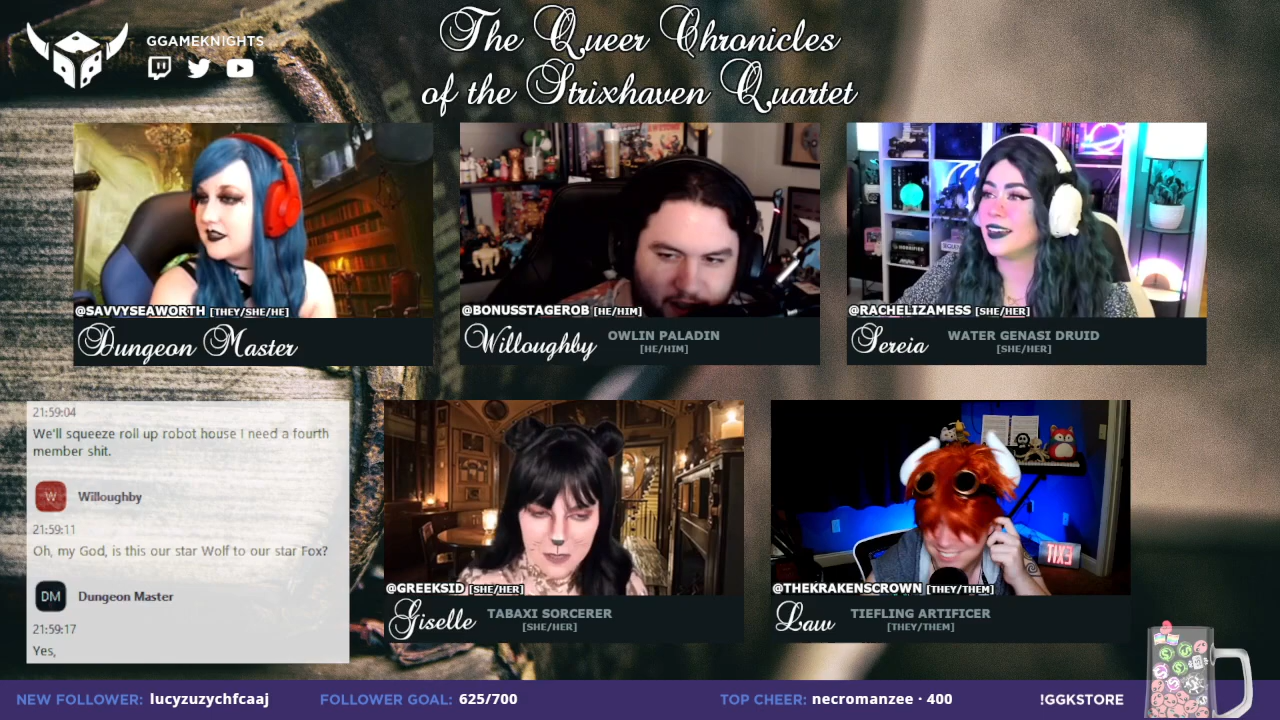 GGAMEKNIGHTS
The Queer Chronicles
of the Strixhaven Quartet
@SAVVYSEAWORTH [THEY/SHE/HE]
Dungeon Master
@BONUSSTAGEROB [HE/HIM]
Willoughby OWLIN PALADIN
[HE/HIM]
@RACHELIZAMESS [SHE/HER]
Sereia WATER GENASI DRUID
[SHE/HER]
21:59:04
We'll squeeze roll up robot house I need a fourth
member shit.
W Willoughby
21:59:11
Oh, my God, is this our star Wolf to our star Fox?
DM Dungeon Master
21:59:17
Yes,
@GREEKSID [SHE/HER]
Giselle TABAXI SORCERER
[SHE/HER]
EXIT
@THEKRAKENSCROWN [THEY/THEM]
Law TIEFLING ARTIFICER
[THEY/THEM]
NEW FOLLOWER: lucyzuzychfcaaj FOLLOWER GOAL: 625/700 TOP CHEER: necromanzee · 400 !GGKSTORE